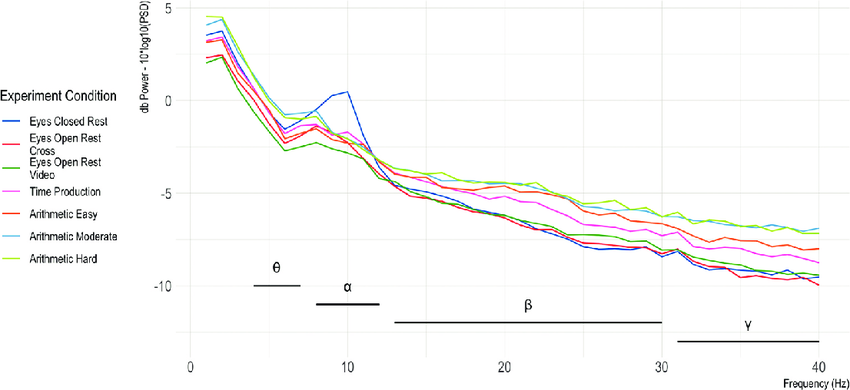 5
0
-5
-10
db Power - 10*log10(PSD)
Experiment Condition
Eyes Closed Rest
Eyes Open Rest
Cross
Eyes Open Rest
Video
Time Production
Arithmetic Easy
Arithmetic Moderate
Arithmetic Hard
θ
α
β
γ
0
10
20
30
40
Frequency (Hz)